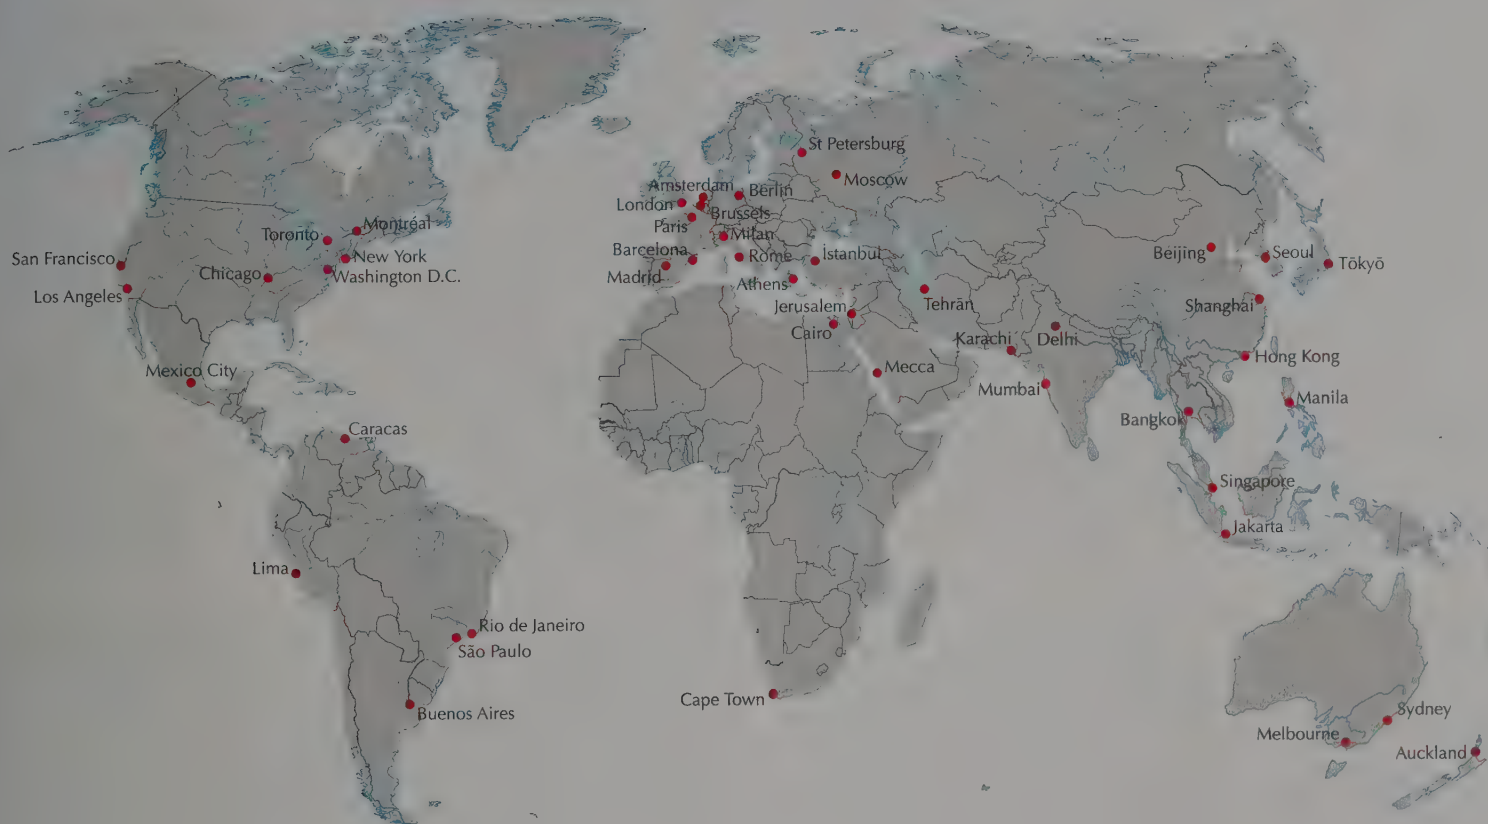 St Petersburg
Moscow
Amsterdam
Berlin
London
Brussels
Paris
Milan
Montréal
Toronto
New York
Barcelona
Rome
İstanbul
Beijing
Seoul
Tōkyō
San Francisco
Chicago
Washington D.C.
Madrid
Athens
Los Angeles
Tehrān
Shanghai
Jerusalem
Cairo
Karachi
Delhi
Hong Kong
Mexico City
Mecca
Mumbai
Manila
Bangkok
Caracas
Singapore
Jakarta
Lima
Rio de Janeiro
São Paulo
Cape Town
Buenos Aires
Sydney
Melbourne
Auckland